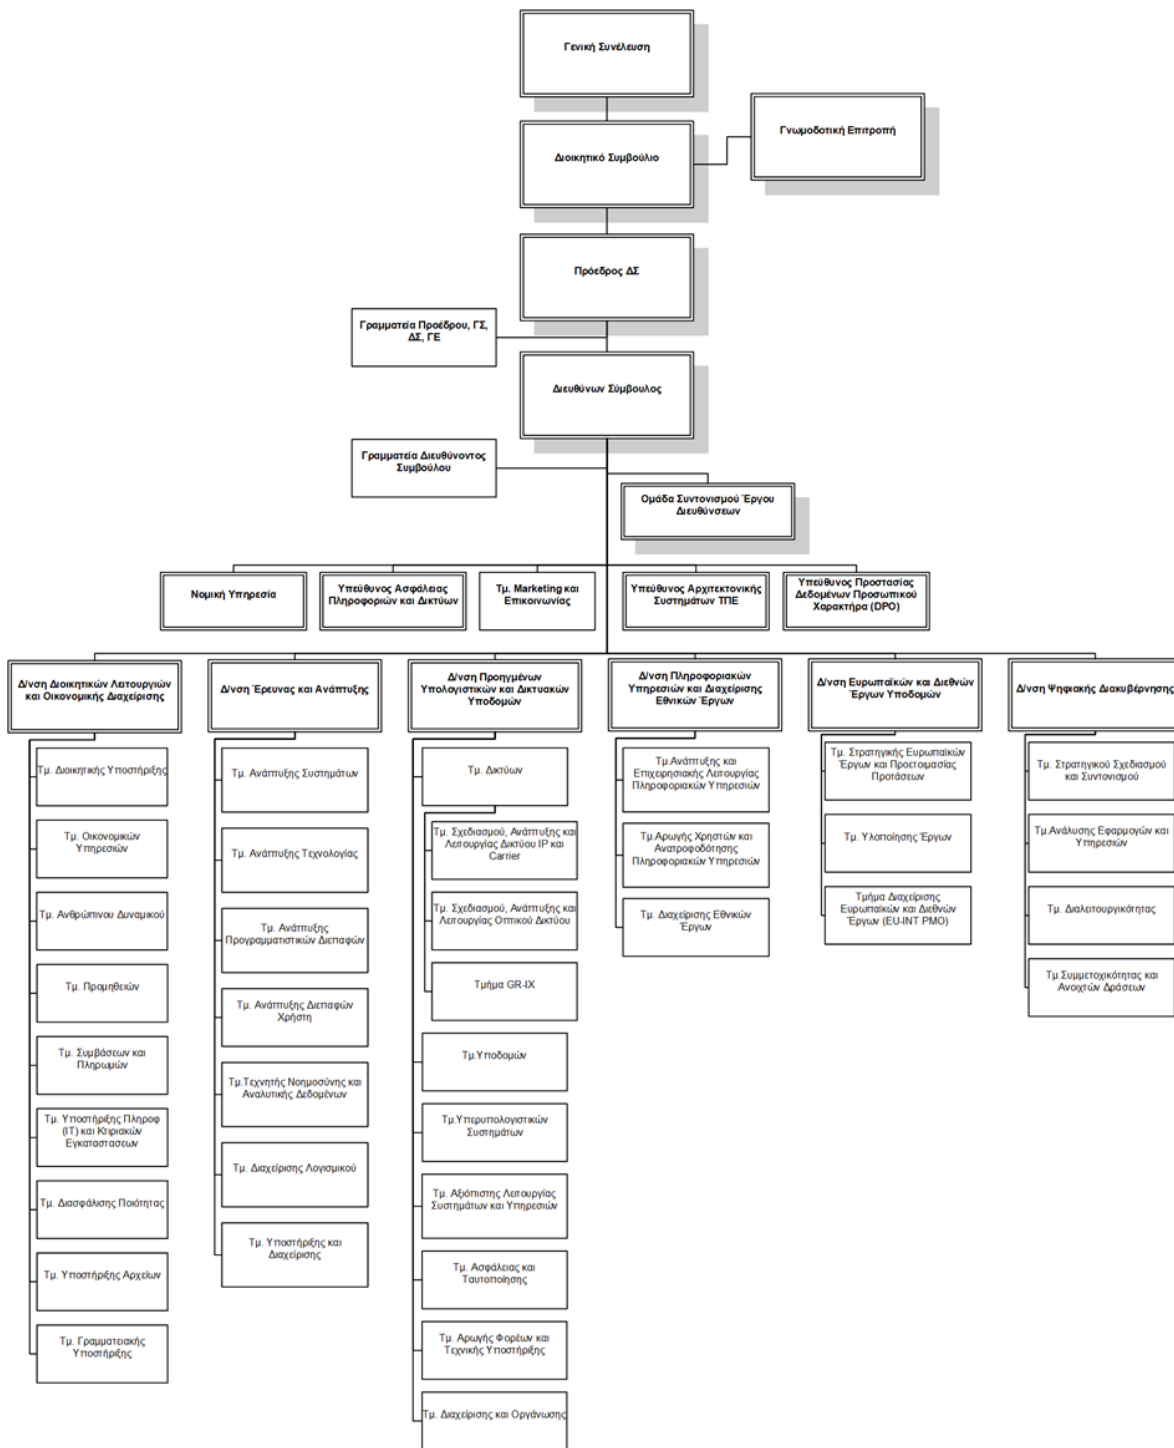 Γενική Συνέλευση
Γνωμοδοτική Επιτροπή
Διοικητικό Συμβούλιο
Πρόεδρος ΔΣ
Γραμματεία Προέδρου, ΓΣ,
ΔΣ, ΓΕ
Διευθύνων Σύμβουλος
Γραμματεία Διευθύνοντος
Συμβούλου
Ομάδα Συντονισμού Έργου
Διευθύνσεων
Νομική Υπηρεσία
Υπεύθυνος Ασφάλειας
Πληροφοριών και Δικτύων
Τμ. Marketing και
Επικοινωνίας
Υπεύθυνος Αρχιτεκτονικής
Συστημάτων ΤΠΕ
Υπεύθυνος Προστασίας
Δεδομένων Προσωπικού
Χαρακτήρα (DPO)
Δ/νση Διοικητικών Λειτουργιών
και Οικονομικής Διαχείρισης
Τμ. Διοικητικής Υποστήριξης
Τμ. Οικονομικών
Υπηρεσιών
Τμ. Ανθρώπινου Δυναμικού
Τμ. Προμηθειών
Τμ. Συμβάσεων και
Πληρωμών
Τμ. Υποστήριξης Πληροφ
(IT) και Κτιριακών
Εγκαταστασεων
Τμ. Διασφάλισης Ποιότητας
Τμ. Υποστήριξης Αρχείων
Τμ. Γραμματειακής
Υποστήριξης
Δ/νση Έρευνας και Ανάπτυξης
Τμ. Ανάπτυξης Συστημάτων
Τμ. Ανάπτυξης Τεχνολογίας
Τμ. Ανάπτυξης
Προγραμματιστικών Διεπαφών
Τμ. Ανάπτυξης Διεπαφών
Χρήστη
Τμ.Τεχνητής Νοημοσύνης και
Αναλυτικής Δεδομένων
Τμ. Διαχείρισης Λογισμικού
Τμ. Υποστήριξης και
Διαχείρισης
Δ/νση Προηγμένων
Υπολογιστικών και Δικτυακών
Υποδομών
Τμ. Δικτύων
Τμ. Σχεδιασμού, Ανάπτυξης και
Λειτουργίας Δικτύου IP και
Carrier
Τμ. Σχεδιασμού, Ανάπτυξης και
Λειτουργίας Οπτικού Δικτύου
Τμήμα GR-IX
Τμ.Υποδομών
Τμ.Υπερυπολογιστικών
Συστημάτων
Τμ. Αξιόπιστης Λειτουργίας
Συστημάτων και Υπηρεσιών
Τμ. Ασφάλειας και
Ταυτοποίησης
Τμ. Αρωγής Φορέων και
Τεχνικής Υποστήριξης
Τμ. Διαχείρισης και Οργάνωσης
Δ/νση Πληροφοριακών
Υπηρεσιών και Διαχείρισης
Εθνικών Έργων
Τμ.Ανάπτυξης και
Επιχειρησιακής Λειτουργίας
Πληροφοριακών Υπηρεσιών
Τμ.Αρωγής Χρηστών και
Ανατροφοδότησης
Πληροφοριακών Υπηρεσιών
Τμ. Διαχείρισης Εθνικών
Έργων
Δ/νση Ευρωπαϊκών και Διεθνών
Έργων Υποδομών
Τμ. Στρατηγικής Ευρωπαϊκών
Έργων και Προετοιμασίας
Προτάσεων
Τμ. Υλοποίησης Έργων
Τμήμα Διαχείρισης
Ευρωπαϊκών και Διεθνών
Έργων (EU-INT PMO)
Δ/νση Ψηφιακής Διακυβέρνησης
Τμ. Στρατηγικού Σχεδιασμού
και Συντονισμού
Τμ.Ανάλυσης Εφαρμογών και
Υπηρεσιών
Τμ. Διαλειτουργικότητας
Τμ.Συμμετοχικότητας και
Ανοιχτών Δράσεων